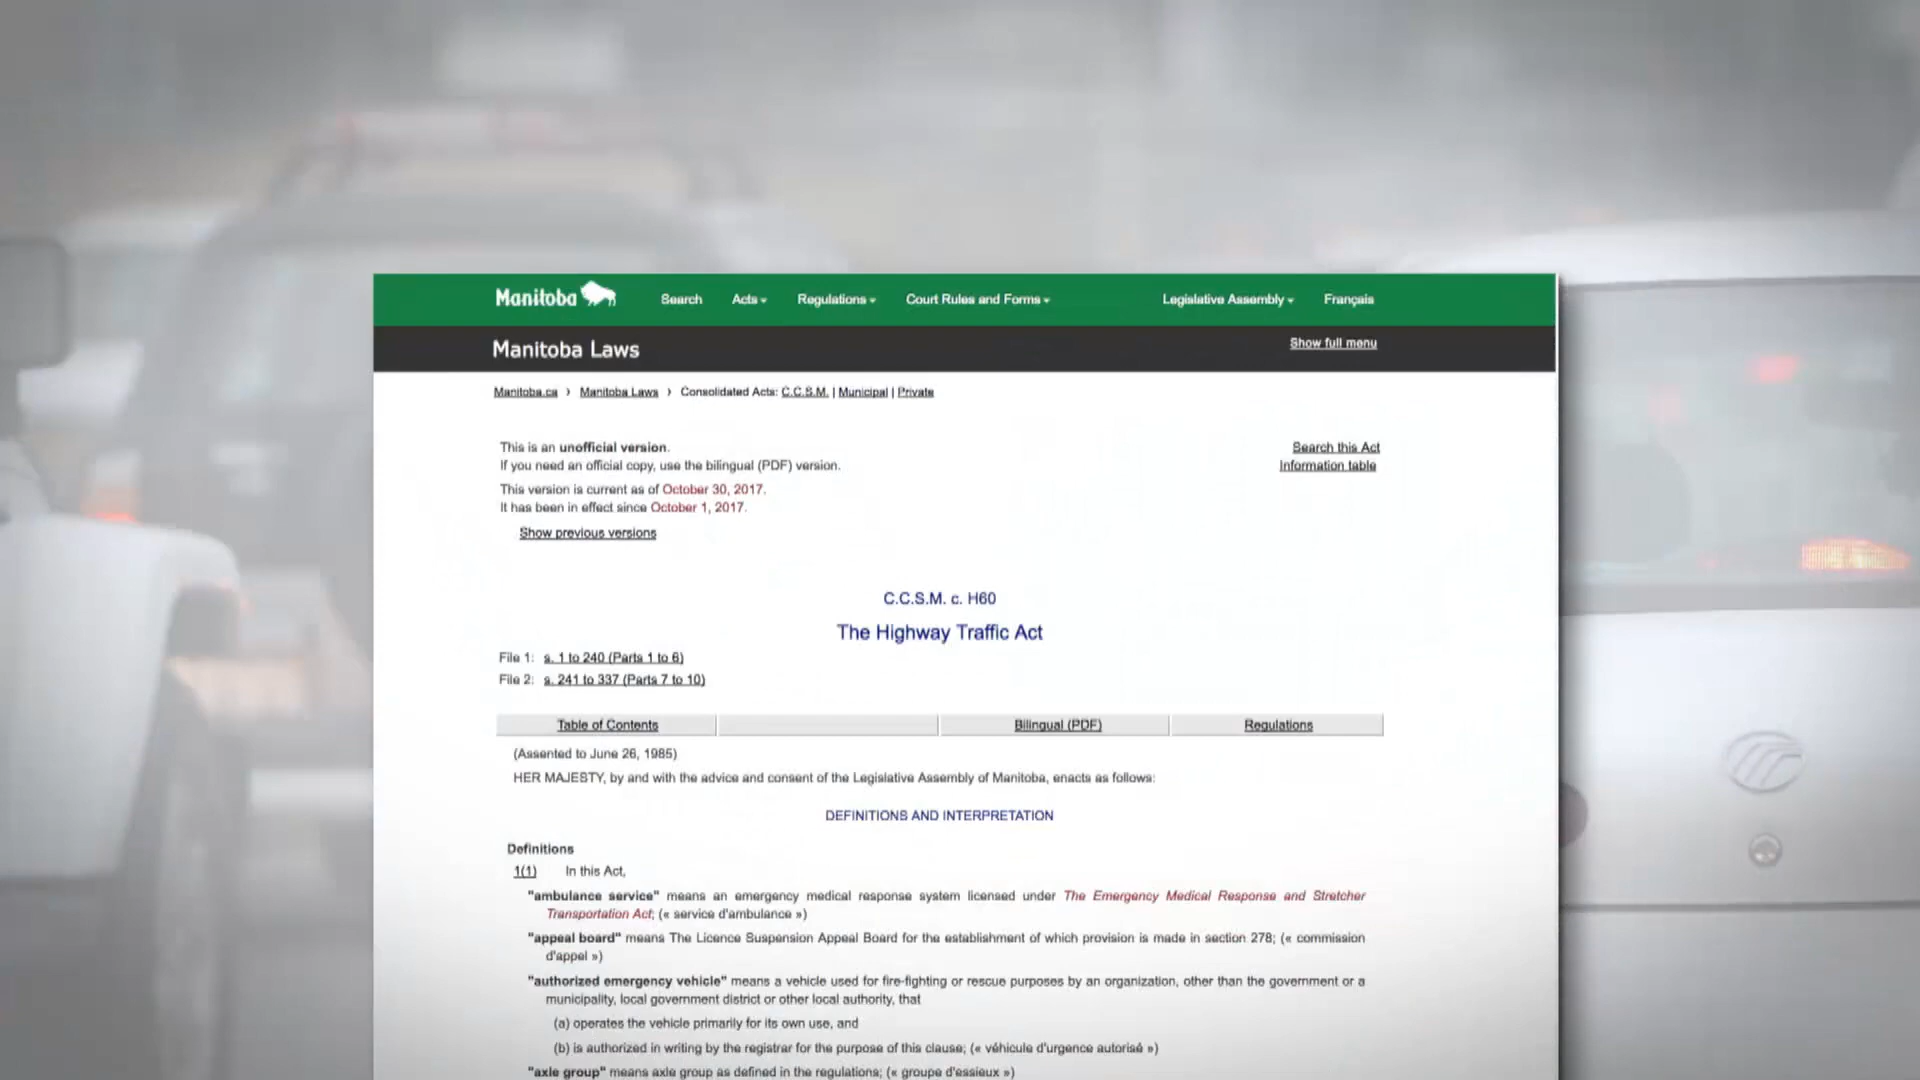 Manitoba Search Acts Regulations Court Rules and Forms Legislative Assembly Français
Manitoba Laws Show full menu
Manitoba.ca › Manitoba Laws › Consolidated Acts: C.C.S.M. | Municipal | Private
This is an unofficial version. Search this Act
If you need an official copy, use the bilingual (PDF) version. Information table
This version is current as of October 30, 2017.
It has been in effect since October 1, 2017.
Show previous versions
C.C.S.M. c. H60
The Highway Traffic Act
File 1: s. 1 to 240 (Parts 1 to 6)
File 2: s. 241 to 337 (Parts 7 to 10)
Table of Contents Bilingual (PDF) Regulations
(Assented to June 26, 1985)
HER MAJESTY, by and with the advice and consent of the Legislative Assembly of Manitoba, enacts as follows:
DEFINITIONS AND INTERPRETATION
Definitions
1(1) In this Act,
"ambulance service" means an emergency medical response system licensed under The Emergency Medical Response and Stretcher
Transportation Act; (« service d'ambulance »)
"appeal board" means The Licence Suspension Appeal Board for the establishment of which provision is made in section 278; (« commission
d'appel »)
"authorized emergency vehicle" means a vehicle used for fire-fighting or rescue purposes by an organization, other than the government or a
municipality, local government district or other local authority, that
(a) operates the vehicle primarily for its own use, and
(b) is authorized in writing by the registrar for the purpose of this clause; (« véhicule d'urgence autorisé »)
"axle group" means axle group as defined in the regulations; (« groupe d'essieux »)